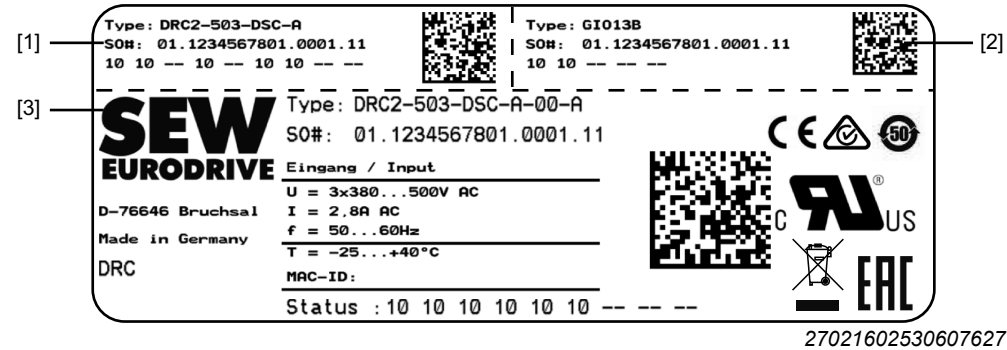 [1]
Type: DRC2-503-DSC-A
SO#: 01.1234567801.0001.11
10 10 -- 10 -- 10 10 -- --
Type: GIO13B
SO#: 01.1234567801.0001.11
10 10 -- -- --
[2]
[3]
SEW
EURODRIVE
D-76646 Bruchsal
Made in Germany
DRC
Type: DRC2-503-DSC-A-00-A
SO#: 01.1234567801.0001.11
Eingang / Input
U = 3x380...500V AC
I = 2,8A AC
f = 50...60Hz
T = -25...+40°C
MAC-ID:
Status : 10 10 10 10 10 10 -- -- --
CE
50
C
RU
®
US
EAC
27021602530607627